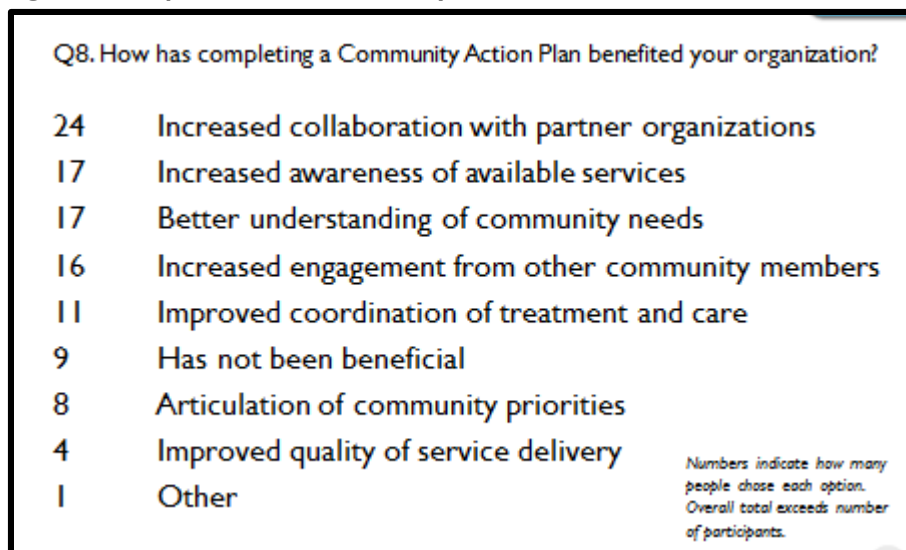 Q8. How has completing a Community Action Plan benefited your organization?
24 Increased collaboration with partner organizations
17 Increased awareness of available services
17 Better understanding of community needs
16 Increased engagement from other community members
11 Improved coordination of treatment and care
9 Has not been beneficial
8 Articulation of community priorities
4 Improved quality of service delivery
1 Other
Numbers indicate how many
people chose each option.
Overall total exceeds number
of participants.